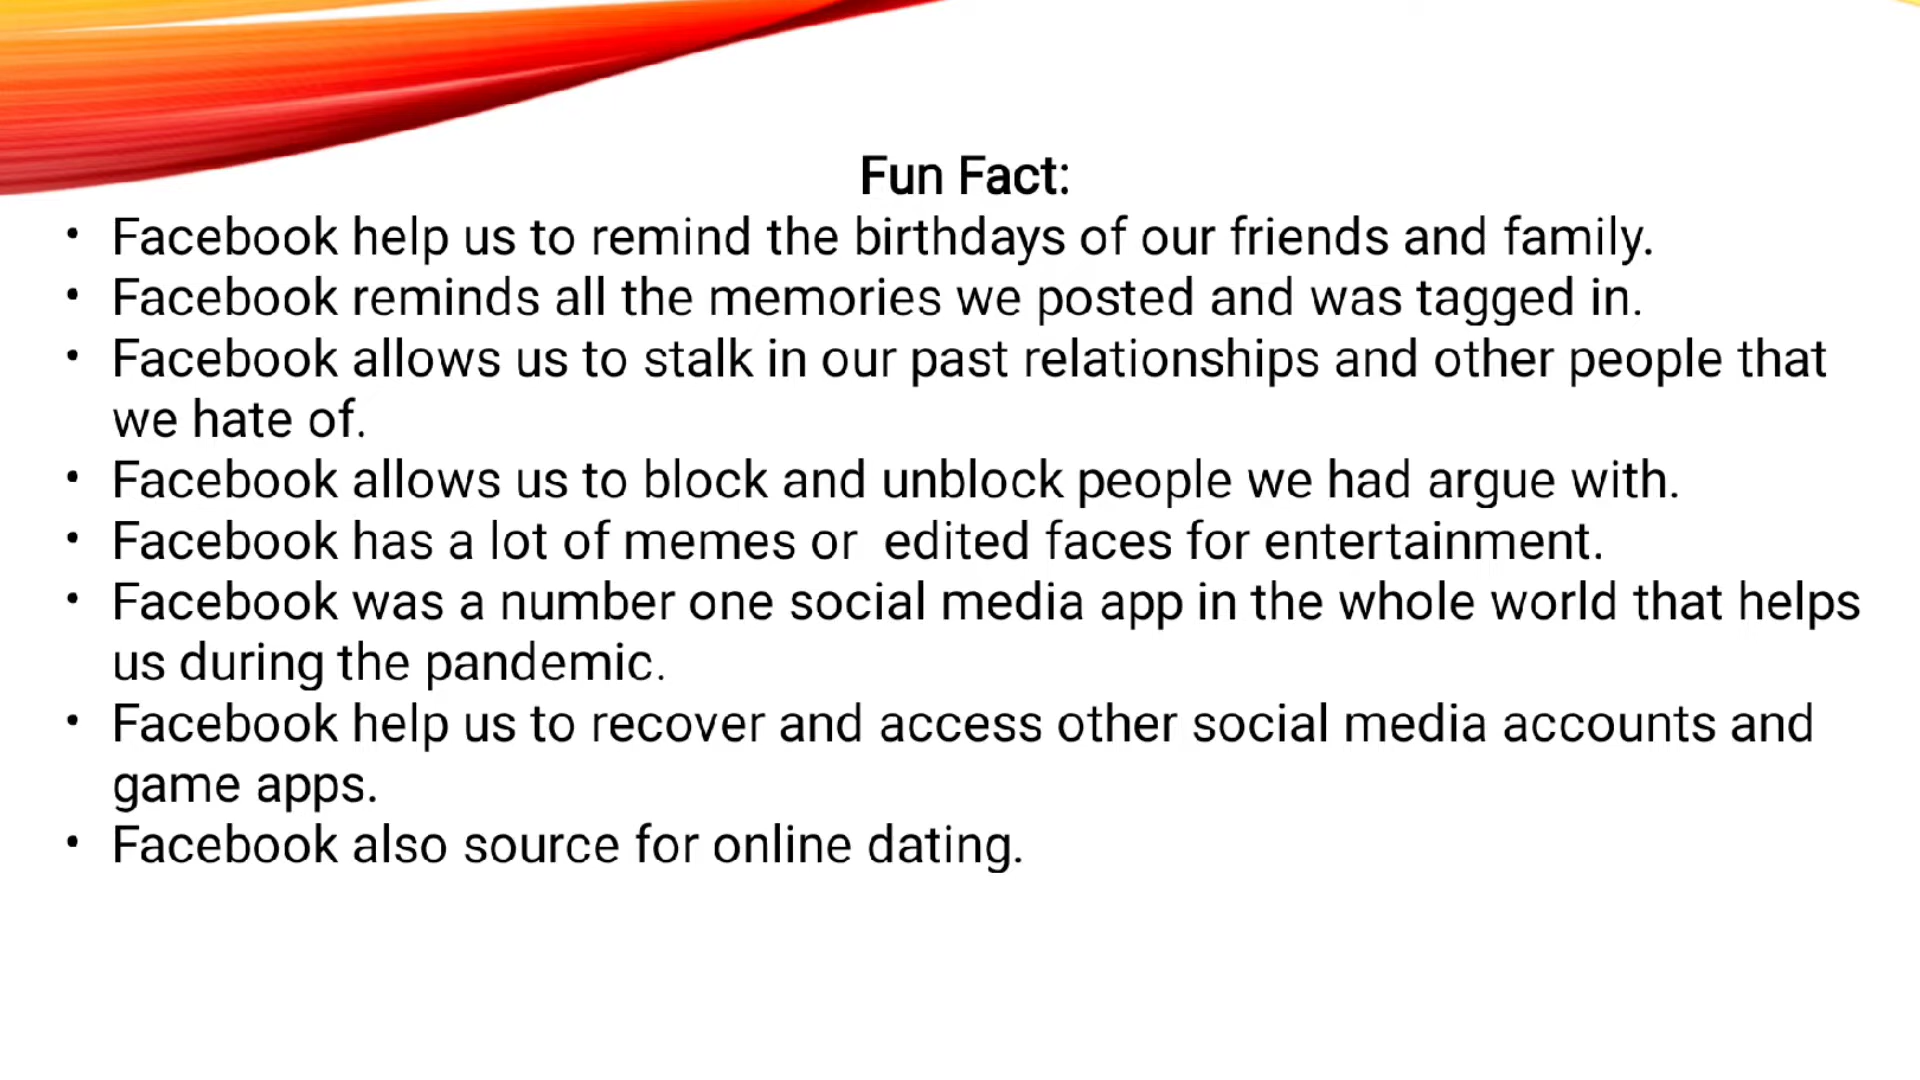 Fun Fact:
• Facebook help us to remind the birthdays of our friends and family.
• Facebook reminds all the memories we posted and was tagged in.
• Facebook allows us to stalk in our past relationships and other people that
we hate of.
• Facebook allows us to block and unblock people we had argue with.
• Facebook has a lot of memes or  edited faces for entertainment.
• Facebook was a number one social media app in the whole world that helps
us during the pandemic.
• Facebook help us to recover and access other social media accounts and
game apps.
• Facebook also source for online dating.